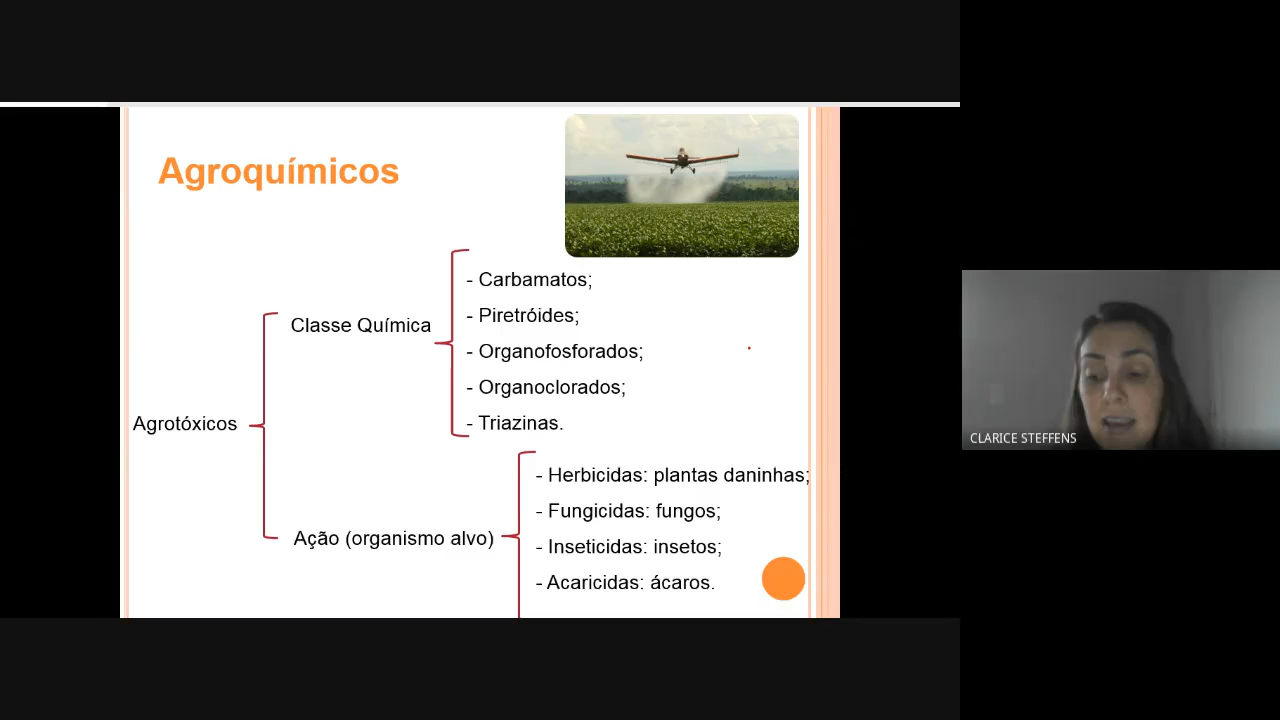 Agroquímicos
- Carbamatos;
- Piretróides;
- Organofosforados;
- Organoclorados;
- Triazinas.
Classe Química
Agrotóxicos
- Herbicidas: plantas daninhas;
- Fungicidas: fungos;
- Inseticidas: insetos;
- Acaricidas: ácaros.
Ação (organismo alvo)
CLARICE STEFFENS